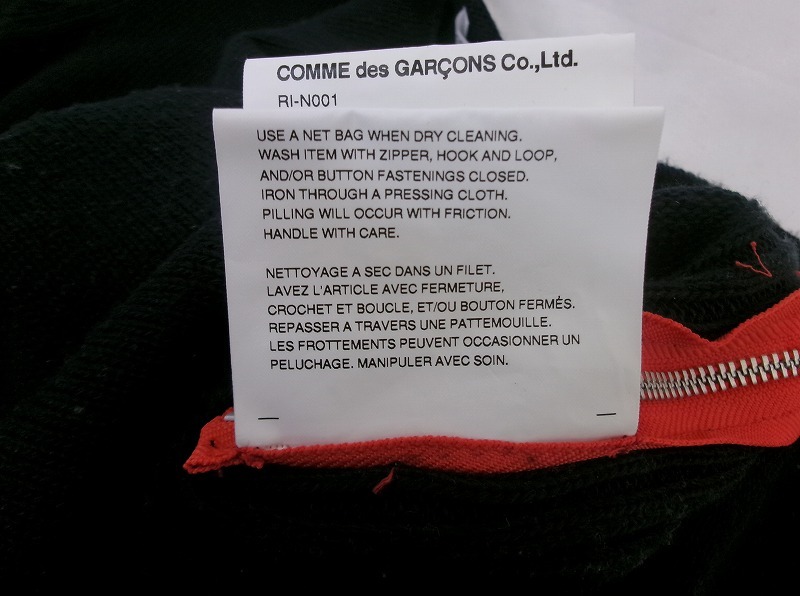 COMME des GARÇONS Co.,Ltd.
RI-N001
USE A NET BAG WHEN DRY CLEANING.
WASH ITEM WITH ZIPPER, HOOK AND LOOP,
AND/OR BUTTON FASTENINGS CLOSED.
IRON THROUGH A PRESSING CLOTH.
PILLING WILL OCCUR WITH FRICTION.
HANDLE WITH CARE.
NETTOYAGE A SEC DANS UN FILET.
LAVEZ L'ARTICLE AVEC FERMETURE,
CROCHET ET BOUCLE, ET/OU BOUTON FERMÉS.
REPASSER A TRAVERS UNE PATTEMOUILLE.
LES FROTTEMENTS PEUVENT OCCASIONNER UN
PELUCHAGE. MANIPULER AVEC SOIN.